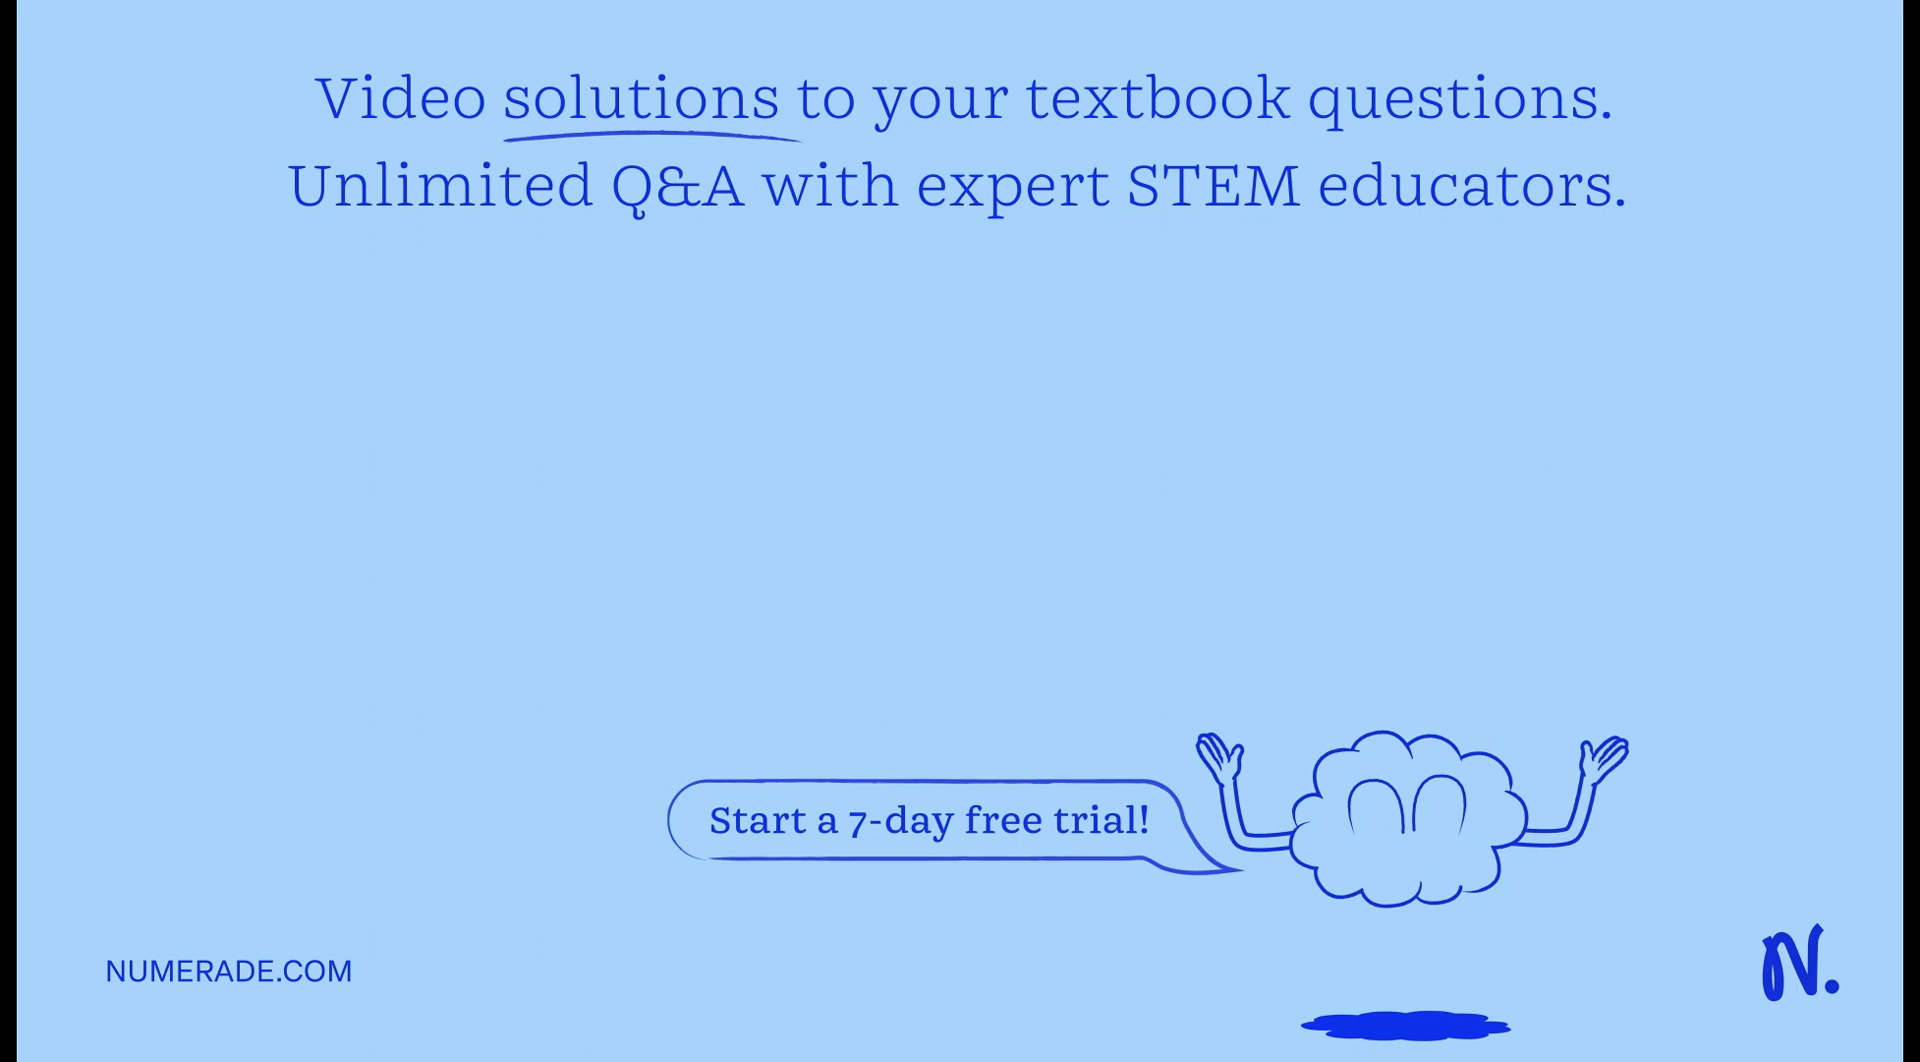 Video solutions to your textbook questions.
Unlimited Q&A with expert STEM educators.
Start a 7-day free trial!
NUMERADE.COM
N.